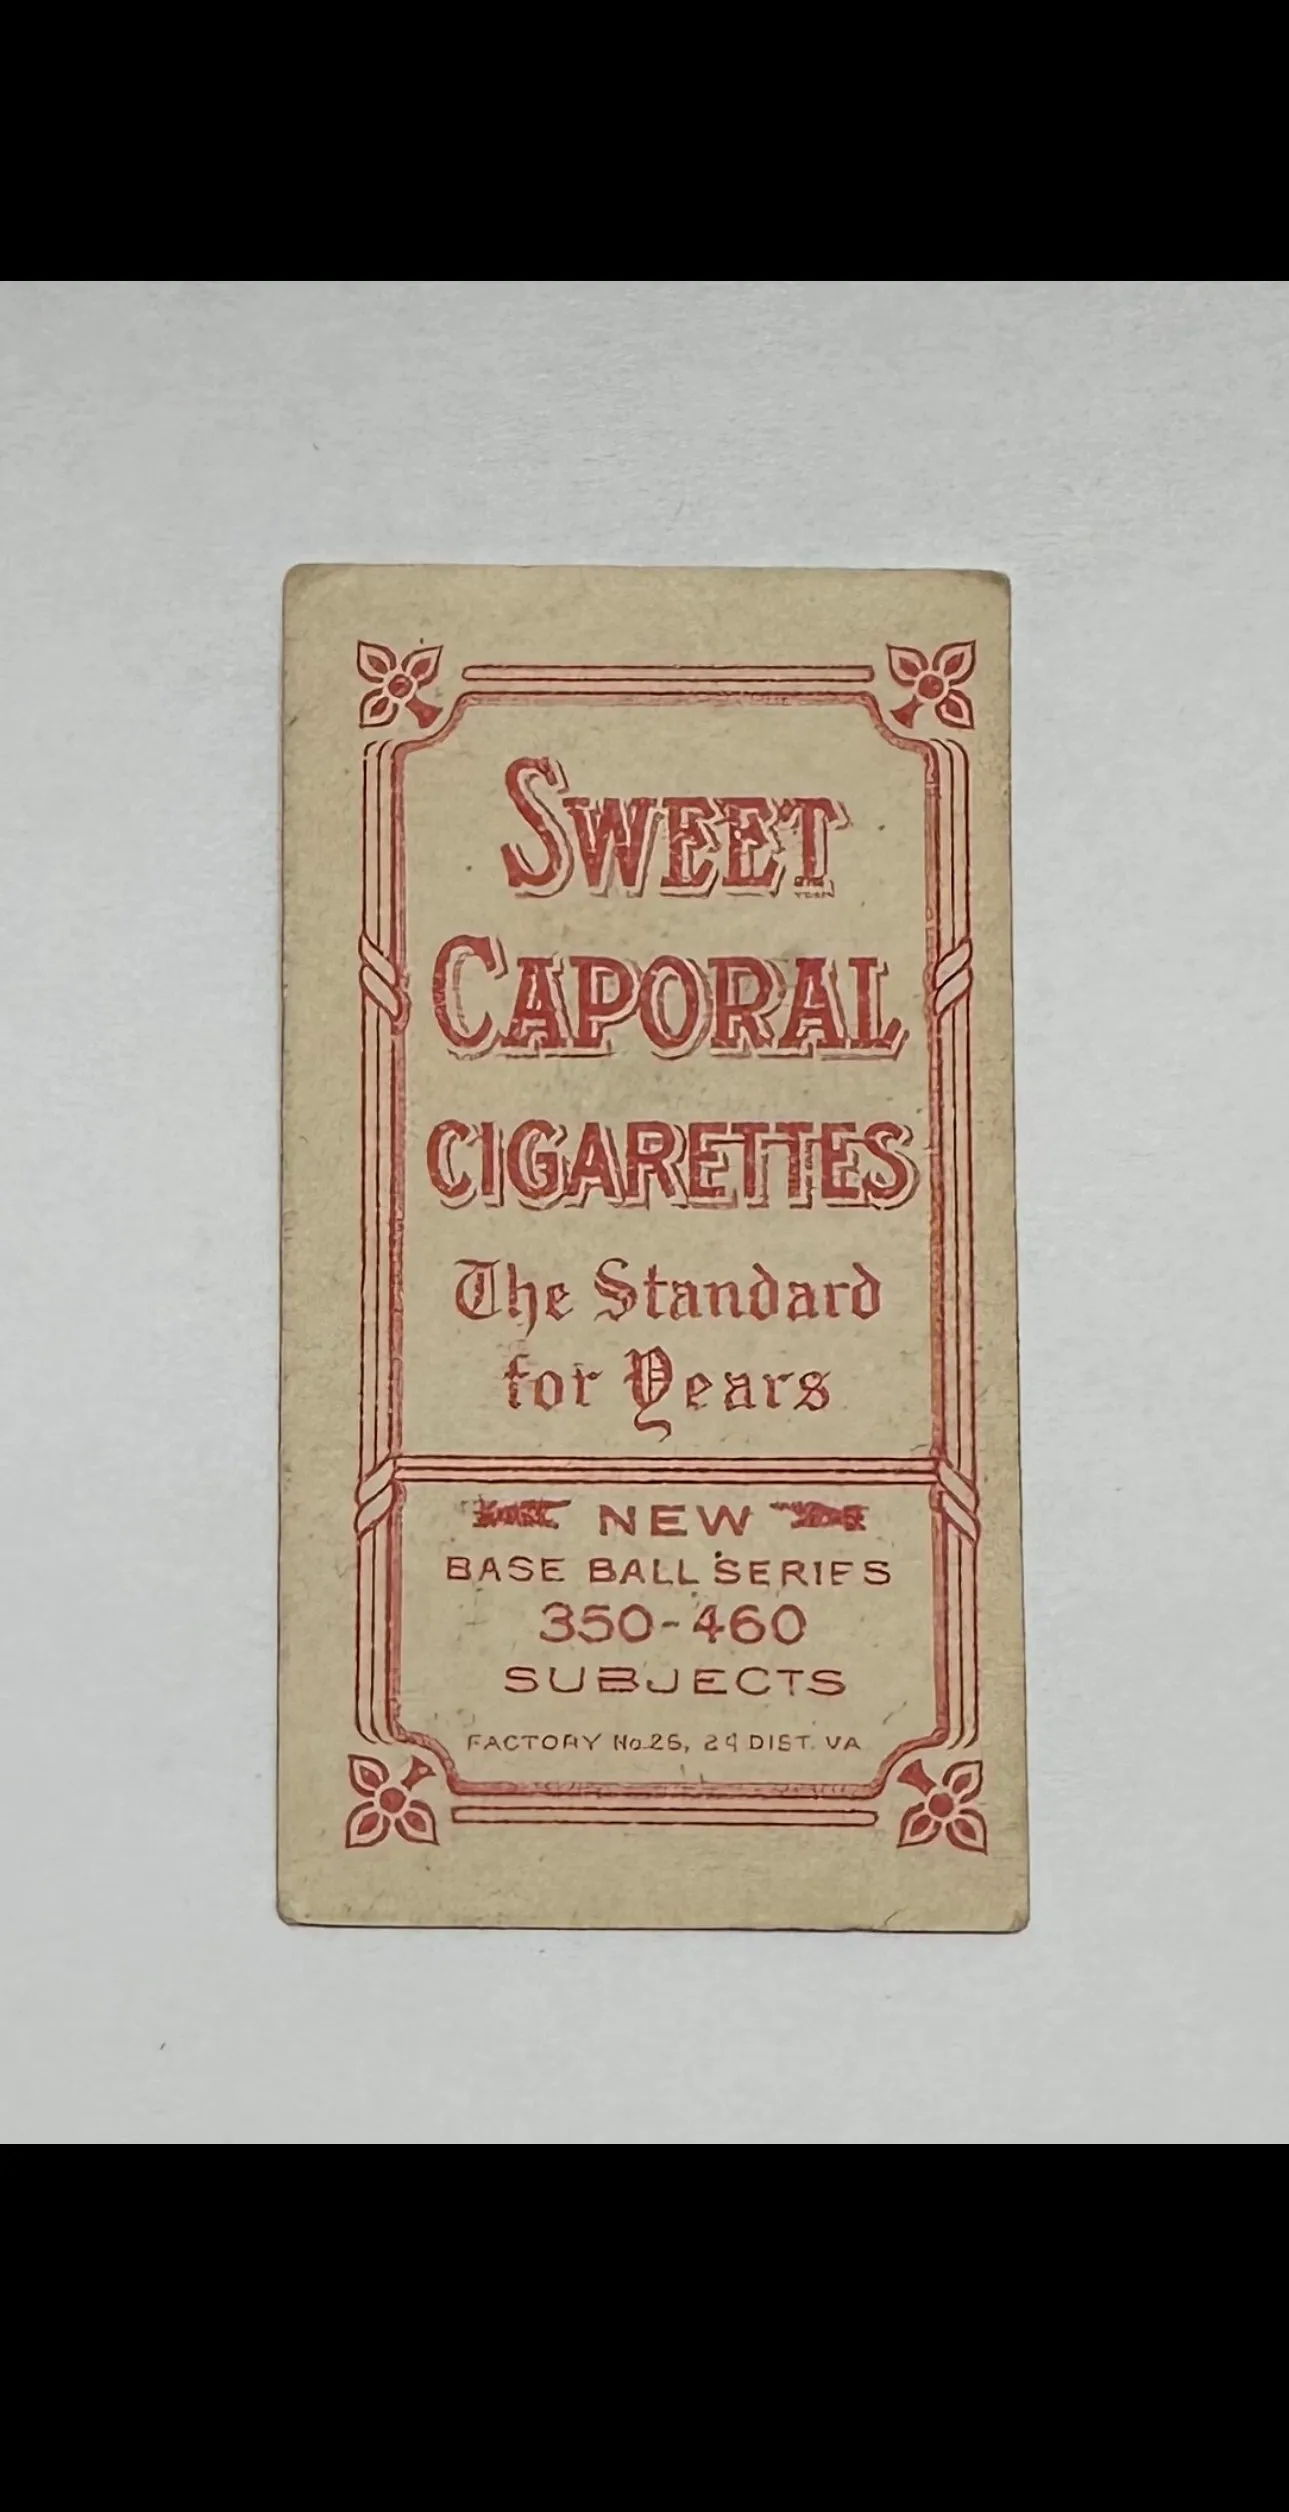 SWEET
CAPORAL
CIGARETTES
The Standard
for Years
NEW
BASE BALL SERIES
350-460
SUBJECTS
FACTORY No 25, 2d DIST. VA